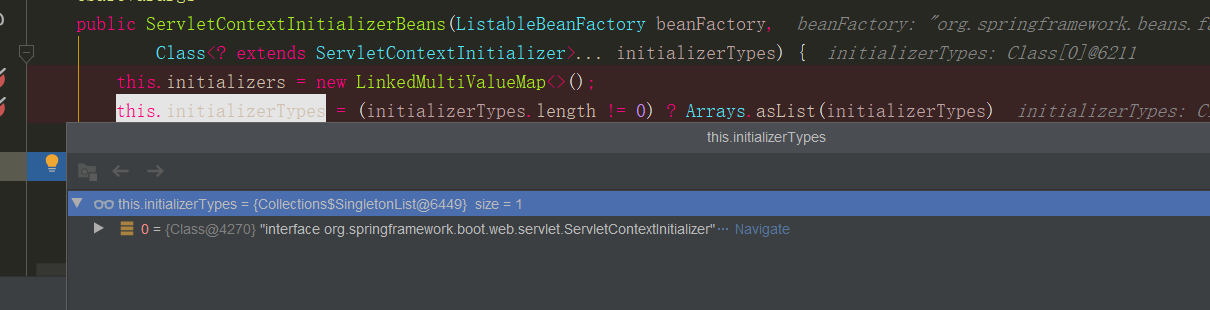 public ServletContextInitializerBeans(ListableBeanFactory beanFactory, beanFactory: "org.springframework.beans.fa
Class<? extends ServletContextInitializer>... initializerTypes) { initializerTypes: Class[0]@6211
this.initializers = new LinkedMultiValueMap<>();
this.initializerTypes = (initializerTypes.length != 0) ? Arrays.asList(initializerTypes) initializerTypes: C
this.initializerTypes
this.initializerTypes = {Collections$SingletonList@6449} size = 1
0 = {Class@4270} "interface org.springframework.boot.web.servlet.ServletContextInitializer"... Navigate